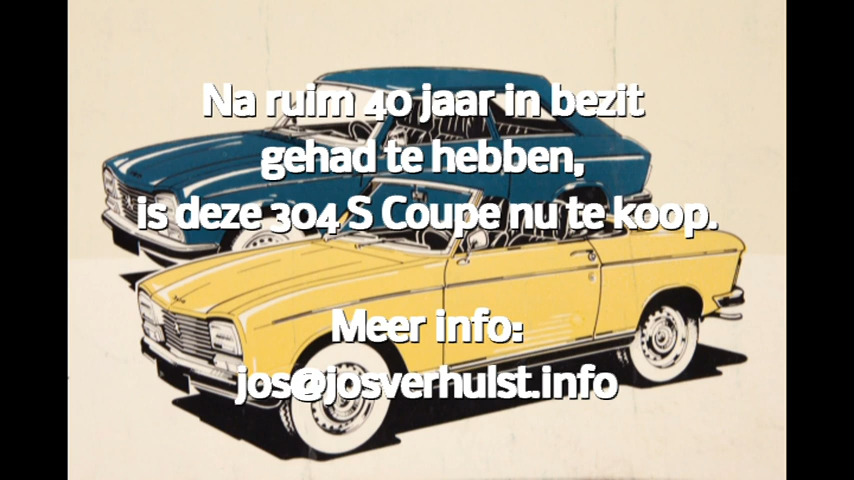 Na ruim 40 jaar in bezit
gehad te hebben,
is deze 304 S Coupe nu te koop.
Meer info:
jos@josverhulst.info